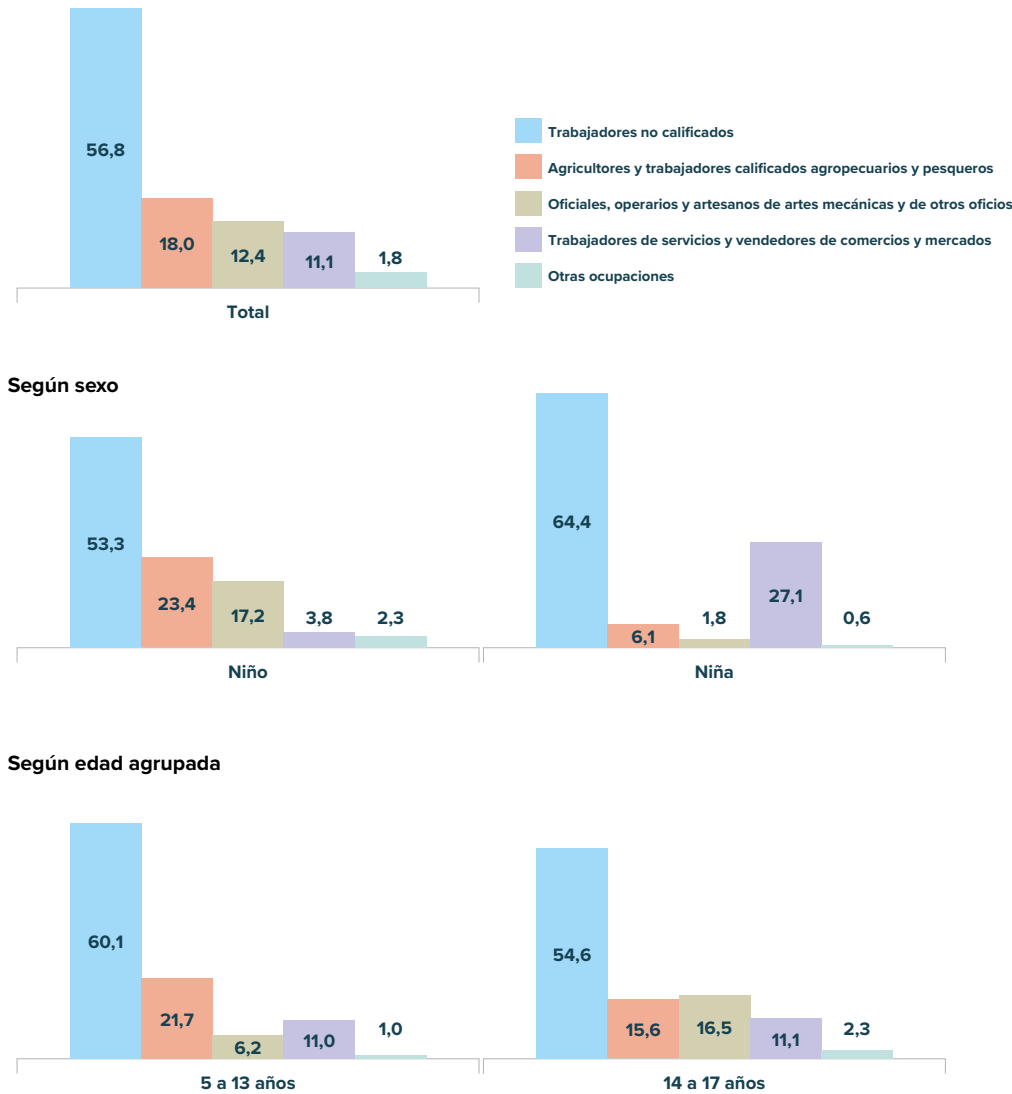 56,8
18,0
12,4
11,1
1,8
Total
Trabajadores no calificados
Agricultores y trabajadores calificados agropecuarios y pesqueros
Oficiales, operarios y artesanos de artes mecánicas y de otros oficios
Trabajadores de servicios y vendedores de comercios y mercados
Otras ocupaciones
Según sexo
53,3
23,4
17,2
3,8
2,3
Niño
64,4
6,1
1,8
27,1
0,6
Niña
Según edad agrupada
60,1
21,7
6,2
11,0
1,0
5 a 13 años
54,6
15,6
16,5
11,1
2,3
14 a 17 años